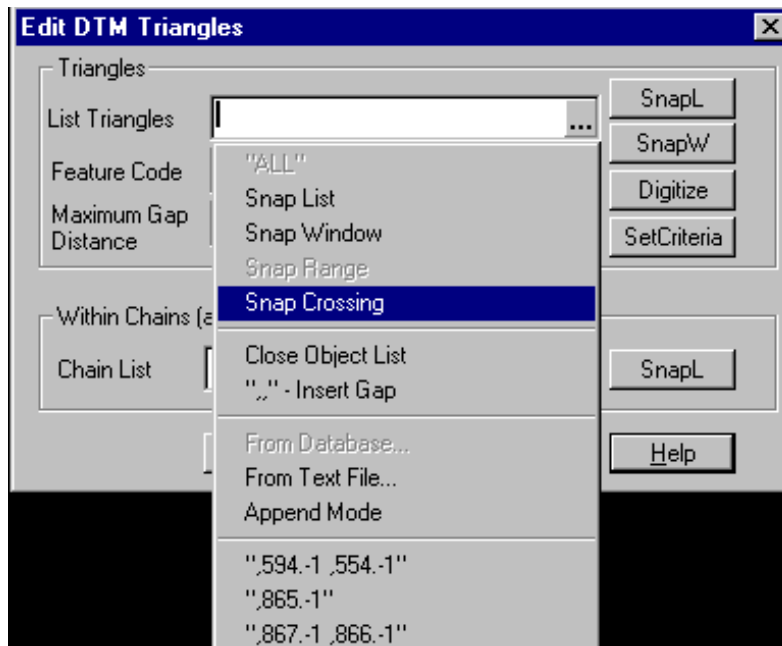 Edit DTM Triangles
Triangles
List Triangles
...
SnapL
SnapW
Feature Code
Digitize
Maximum Gap
Distance
SetCriteria
"ALL"
Snap List
Snap Window
Snap Range
Snap Crossing
Close Object List
",," - Insert Gap
From Database...
From Text File...
Append Mode
",594.-1 ,554.-1"
",865.-1"
",867.-1 ,866.-1"
Within Chains (a
Chain List
SnapL
Help